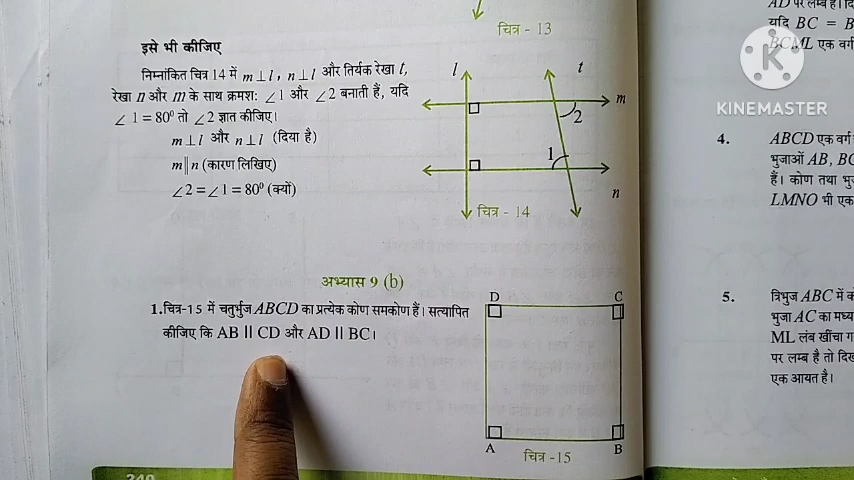 चित्र - 13
इसे भी कीजिए
निम्नांकित चित्र 14 में m⊥l, n⊥l और तिर्यक रेखा t,
रेखा n और m के साथ क्रमशः ∠1 और ∠2 बनाती हैं, यदि
∠ 1 = 80⁰ तो ∠ 2 ज्ञात कीजिए।
m⊥l और n⊥l (दिया है)
m||n (कारण लिखिए)
∠2 = ∠1 = 80⁰ (क्यों)
l
t
m
2
1
n
चित्र - 14
अभ्यास 9 (b)
1.चित्र-15 में चतुर्भुज ABCD का प्रत्येक कोण समकोण हैं। सत्यापित
कीजिए कि AB || CD और AD || BC।
D
C
A
B
चित्र -15
240
AD पर लम्ब है। दि
यदि BC = B
BCML एक वर्ग
4. ABCD एक वर्ग
भुजाओं AB, BC
हैं। कोण तथा भु
LMNO भी एक
5. त्रिभुज ABC में को
भुजा AC का मध्य
ML लंब खींचा ग
पर लम्ब है तो दिख
एक आयत है।
KINEMASTER